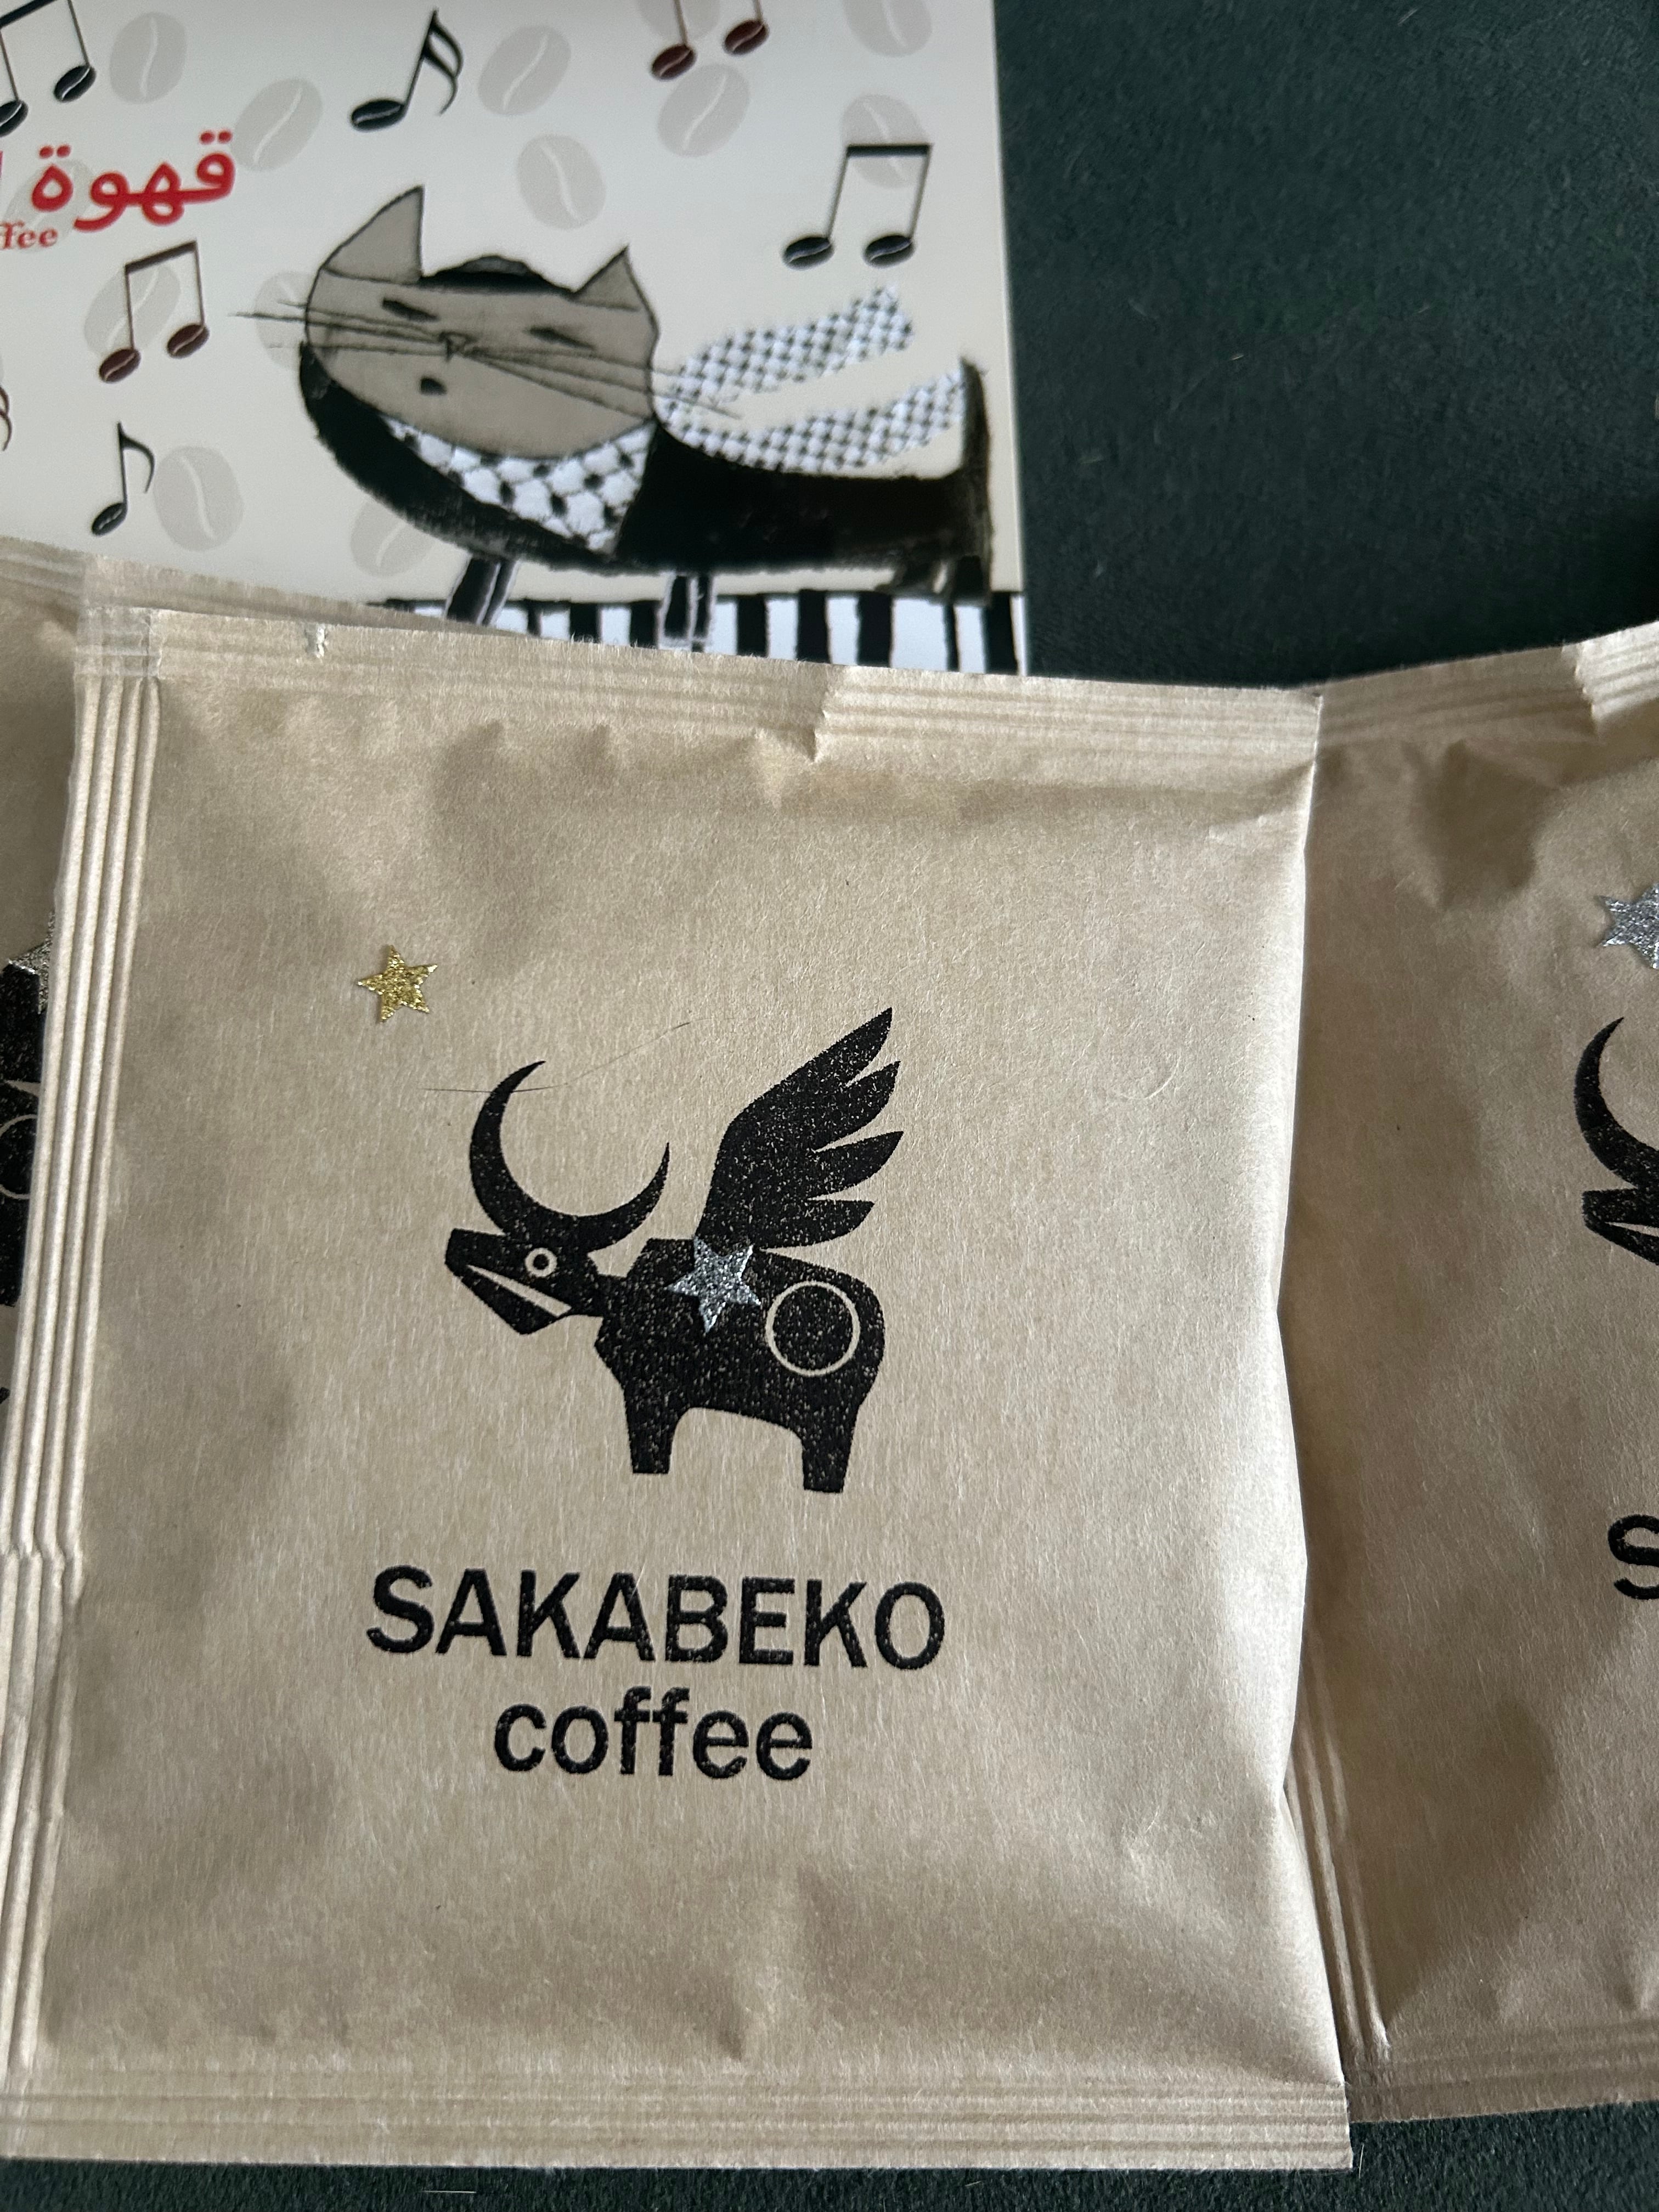 قهوة
ffee
SAKABEKO
coffee
S